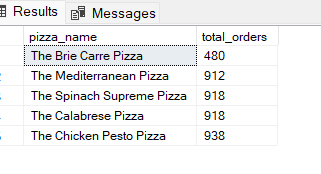 Results Messages
pizza_name total_orders
The Brie Carre Pizza 480
The Mediterranean Pizza 912
The Spinach Supreme Pizza 918
The Calabrese Pizza 918
The Chicken Pesto Pizza 938